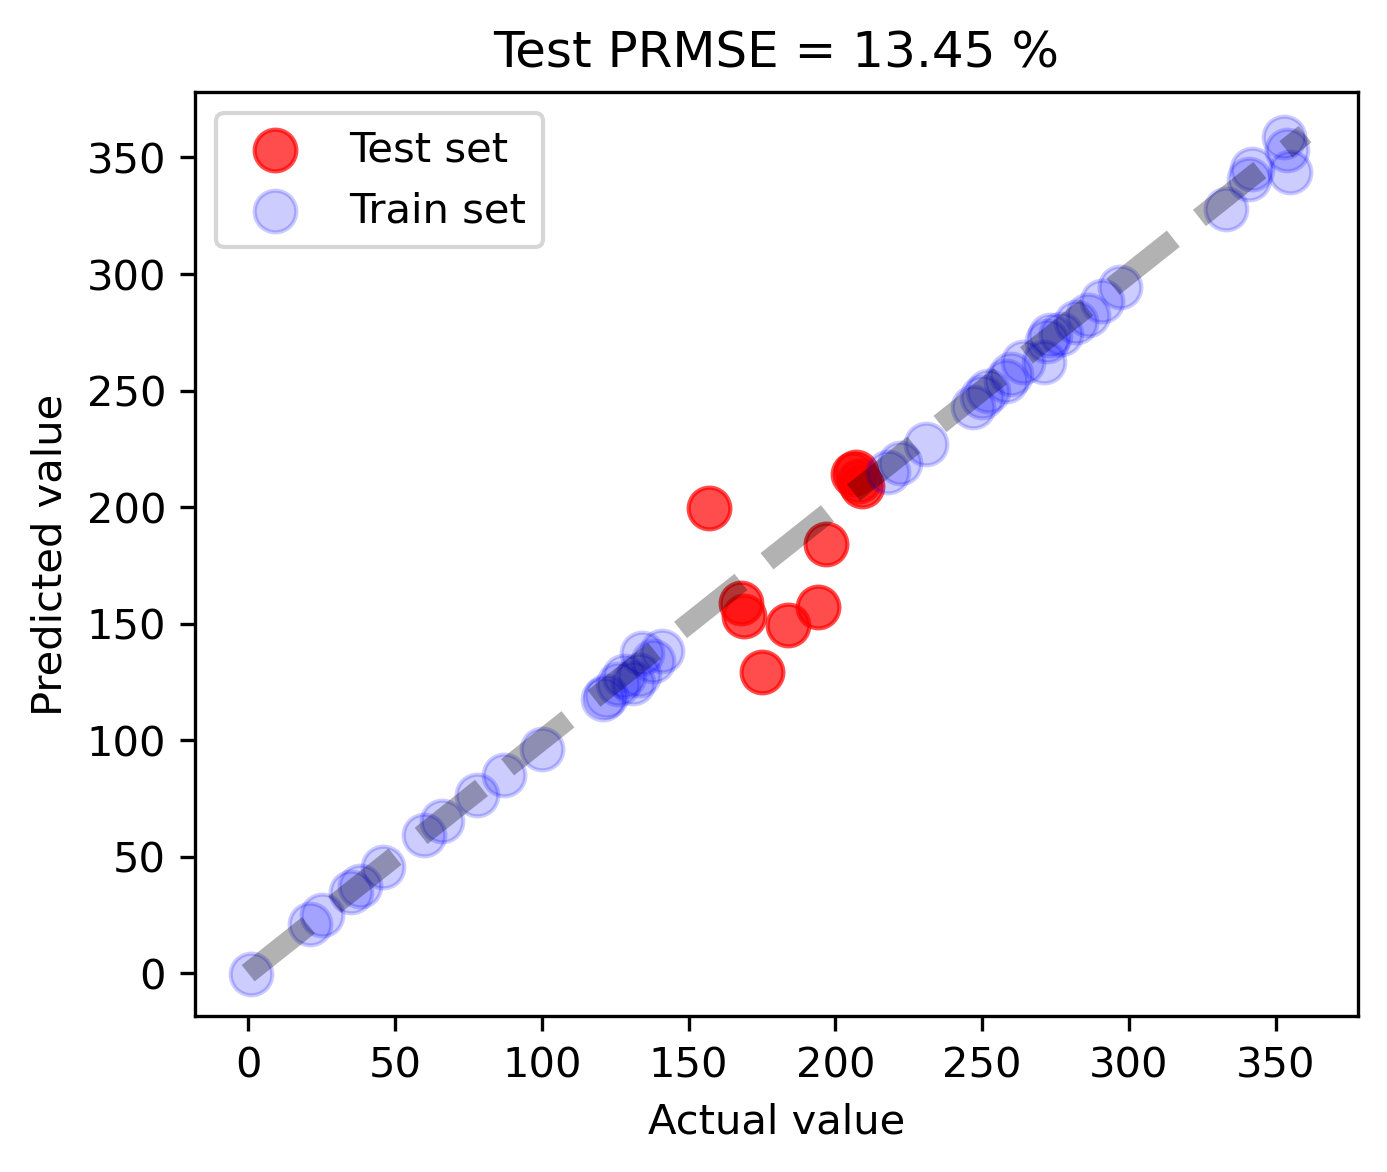 Test PRMSE = 13.45 %
Test set
Train set
350
300
250
200
150
100
50
0
Predicted value
0 50 100 150 200 250 300 350
Actual value